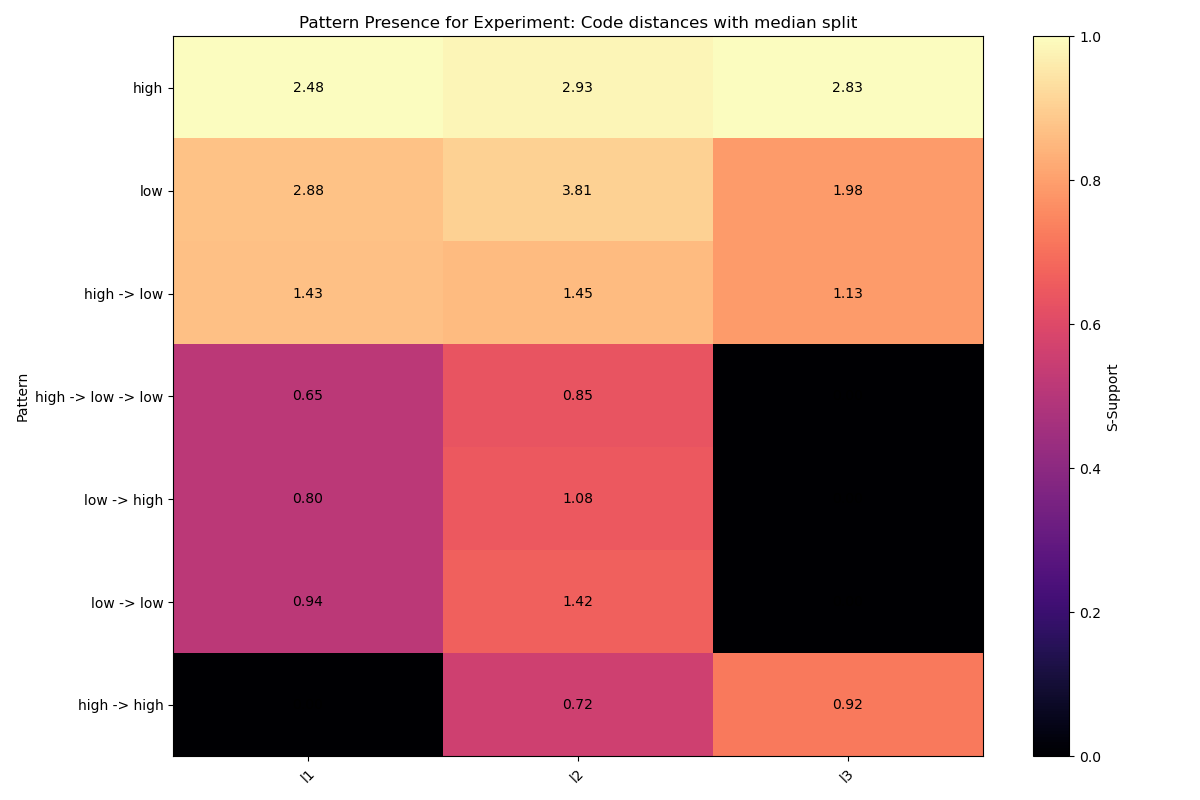 Pattern Presence for Experiment: Code distances with median split
high 2.48 2.93 2.83
low 2.88 3.81 1.98
high -> low 1.43 1.45 1.13
high -> low -> low 0.65 0.85
low -> high 0.80 1.08
low -> low 0.94 1.42
high -> high 0.72 0.92
Pattern
l1 l2 l3
1.0
0.8
0.6
0.4
0.2
0.0
S-Support